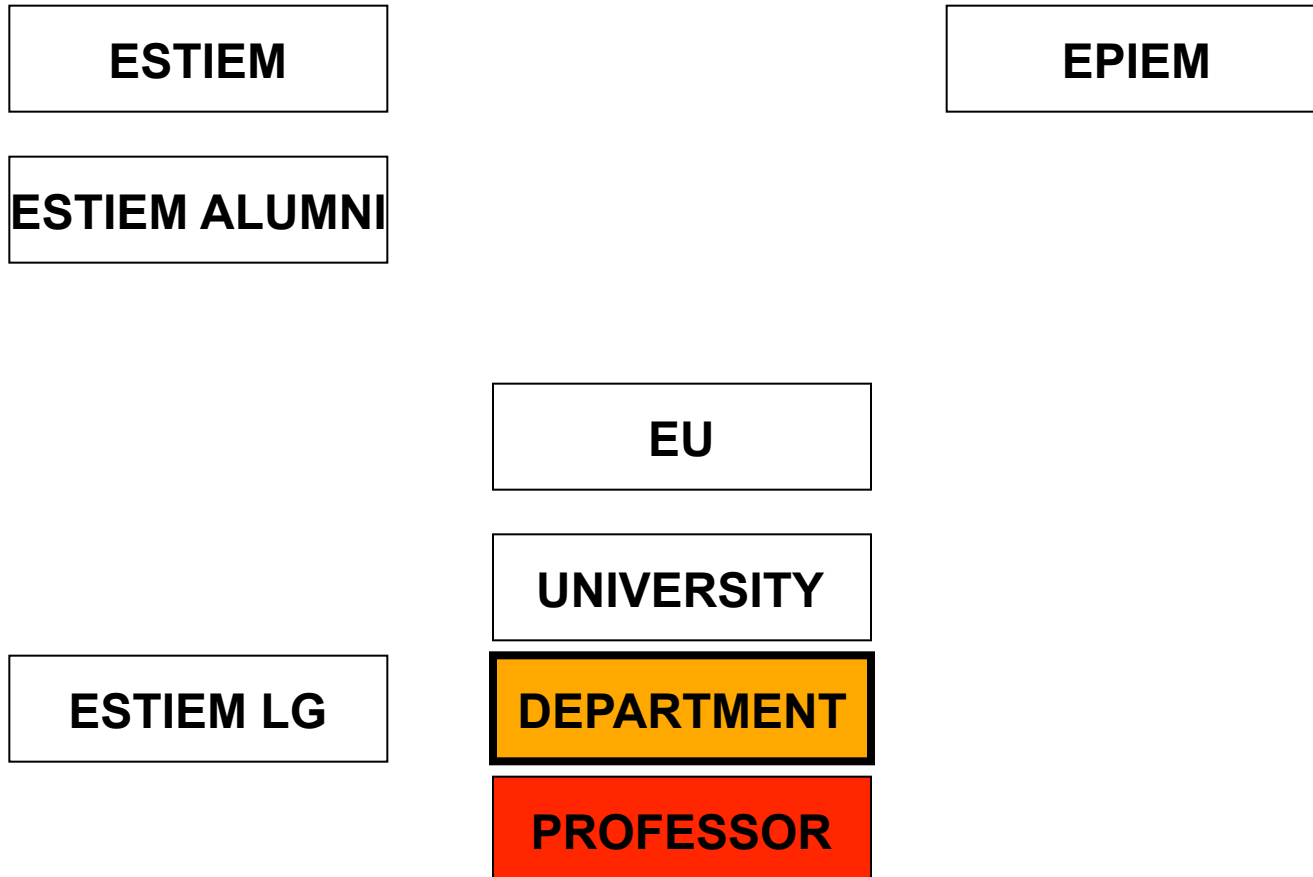 ESTIEM
EPIEM
ESTIEM ALUMNI
EU
UNIVERSITY
ESTIEM LG
DEPARTMENT
PROFESSOR